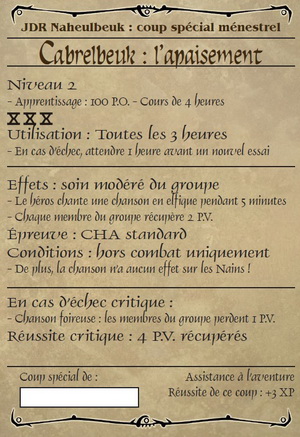 JDR Naheulbeuk : coup spécial ménestrel
Cabrelbeuk : l'apaisement
Niveau 2
- Apprentissage : 100 P.O. - Cours de 4 heures
X X X
Utilisation : Toutes les 3 heures
- En cas d'échec, attendre 1 heure avant un nouvel essai
Effets : soin modéré du groupe
- Le héros chante une chanson en elfique pendant 5 minutes
- Chaque membre du groupe récupère 2 P.V.
Épreuve : CHA standard
Conditions : hors combat uniquement
- De plus, la chanson n'a aucun effet sur les Nains !
En cas d'échec critique :
- Chanson foireuse : les membres du groupe perdent 1 P.V.
Réussite critique : 4 P.V. récupérés
Coup spécial de :
Assistance à l'aventure
Réussite de ce coup : +3 XP